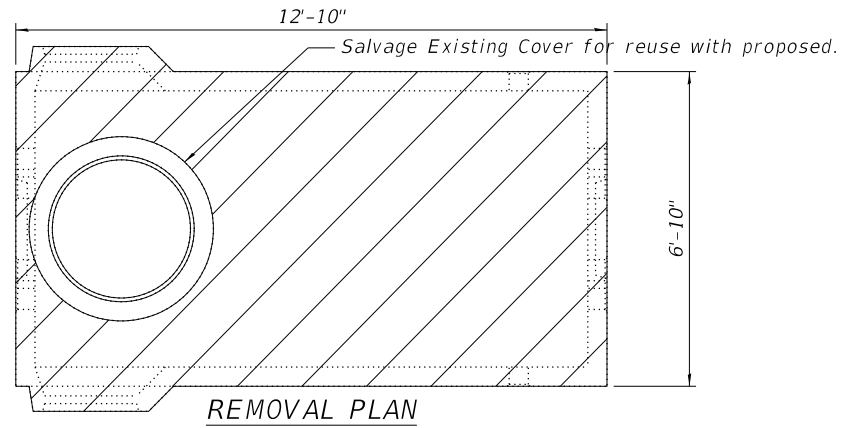 12'-10"
Salvage Existing Cover for reuse with proposed.
6'-10"
REMOVAL PLAN